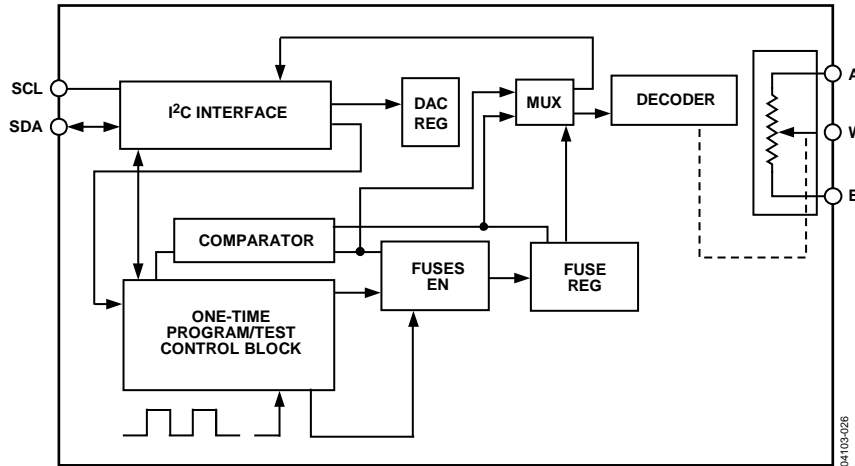 SCL
SDA
I²C INTERFACE
DAC
REG
MUX
DECODER
A
W
COMPARATOR
FUSES
EN
FUSE
REG
ONE-TIME
PROGRAM/TEST
CONTROL BLOCK
04103-026